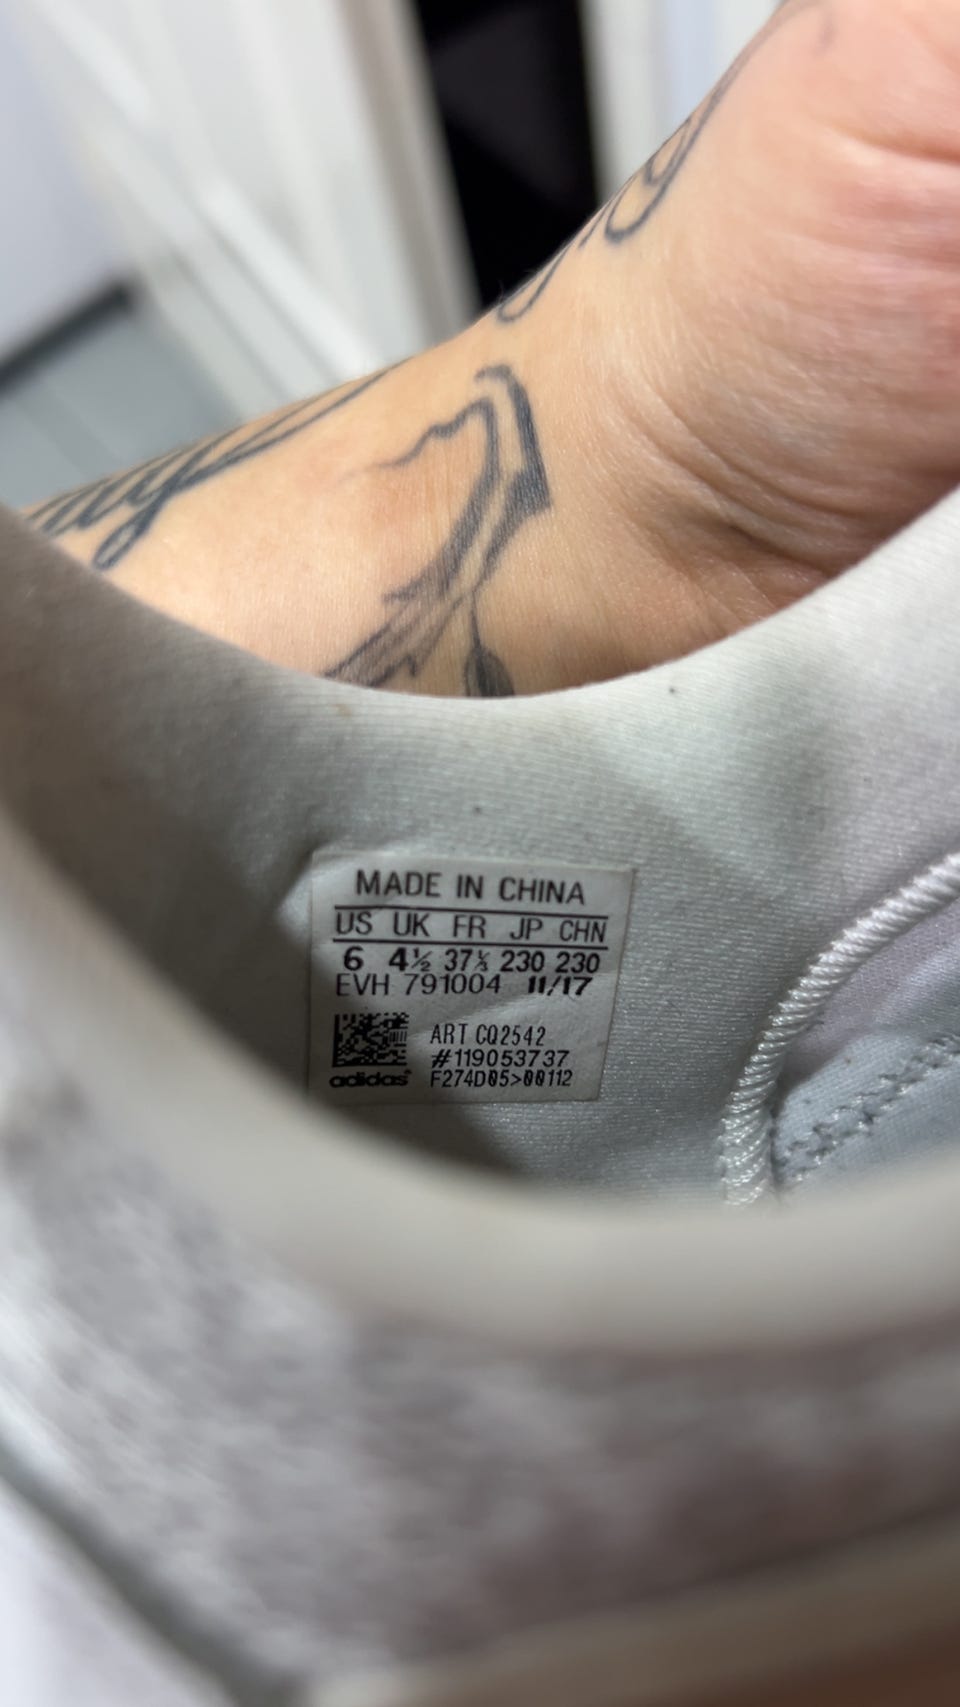 MADE IN CHINA
US UK FR JP CHN
6 4½ 37⅓ 230 230
EVH 791004 11/17
ART CQ2542
#119053737
adidas F274D05>00112